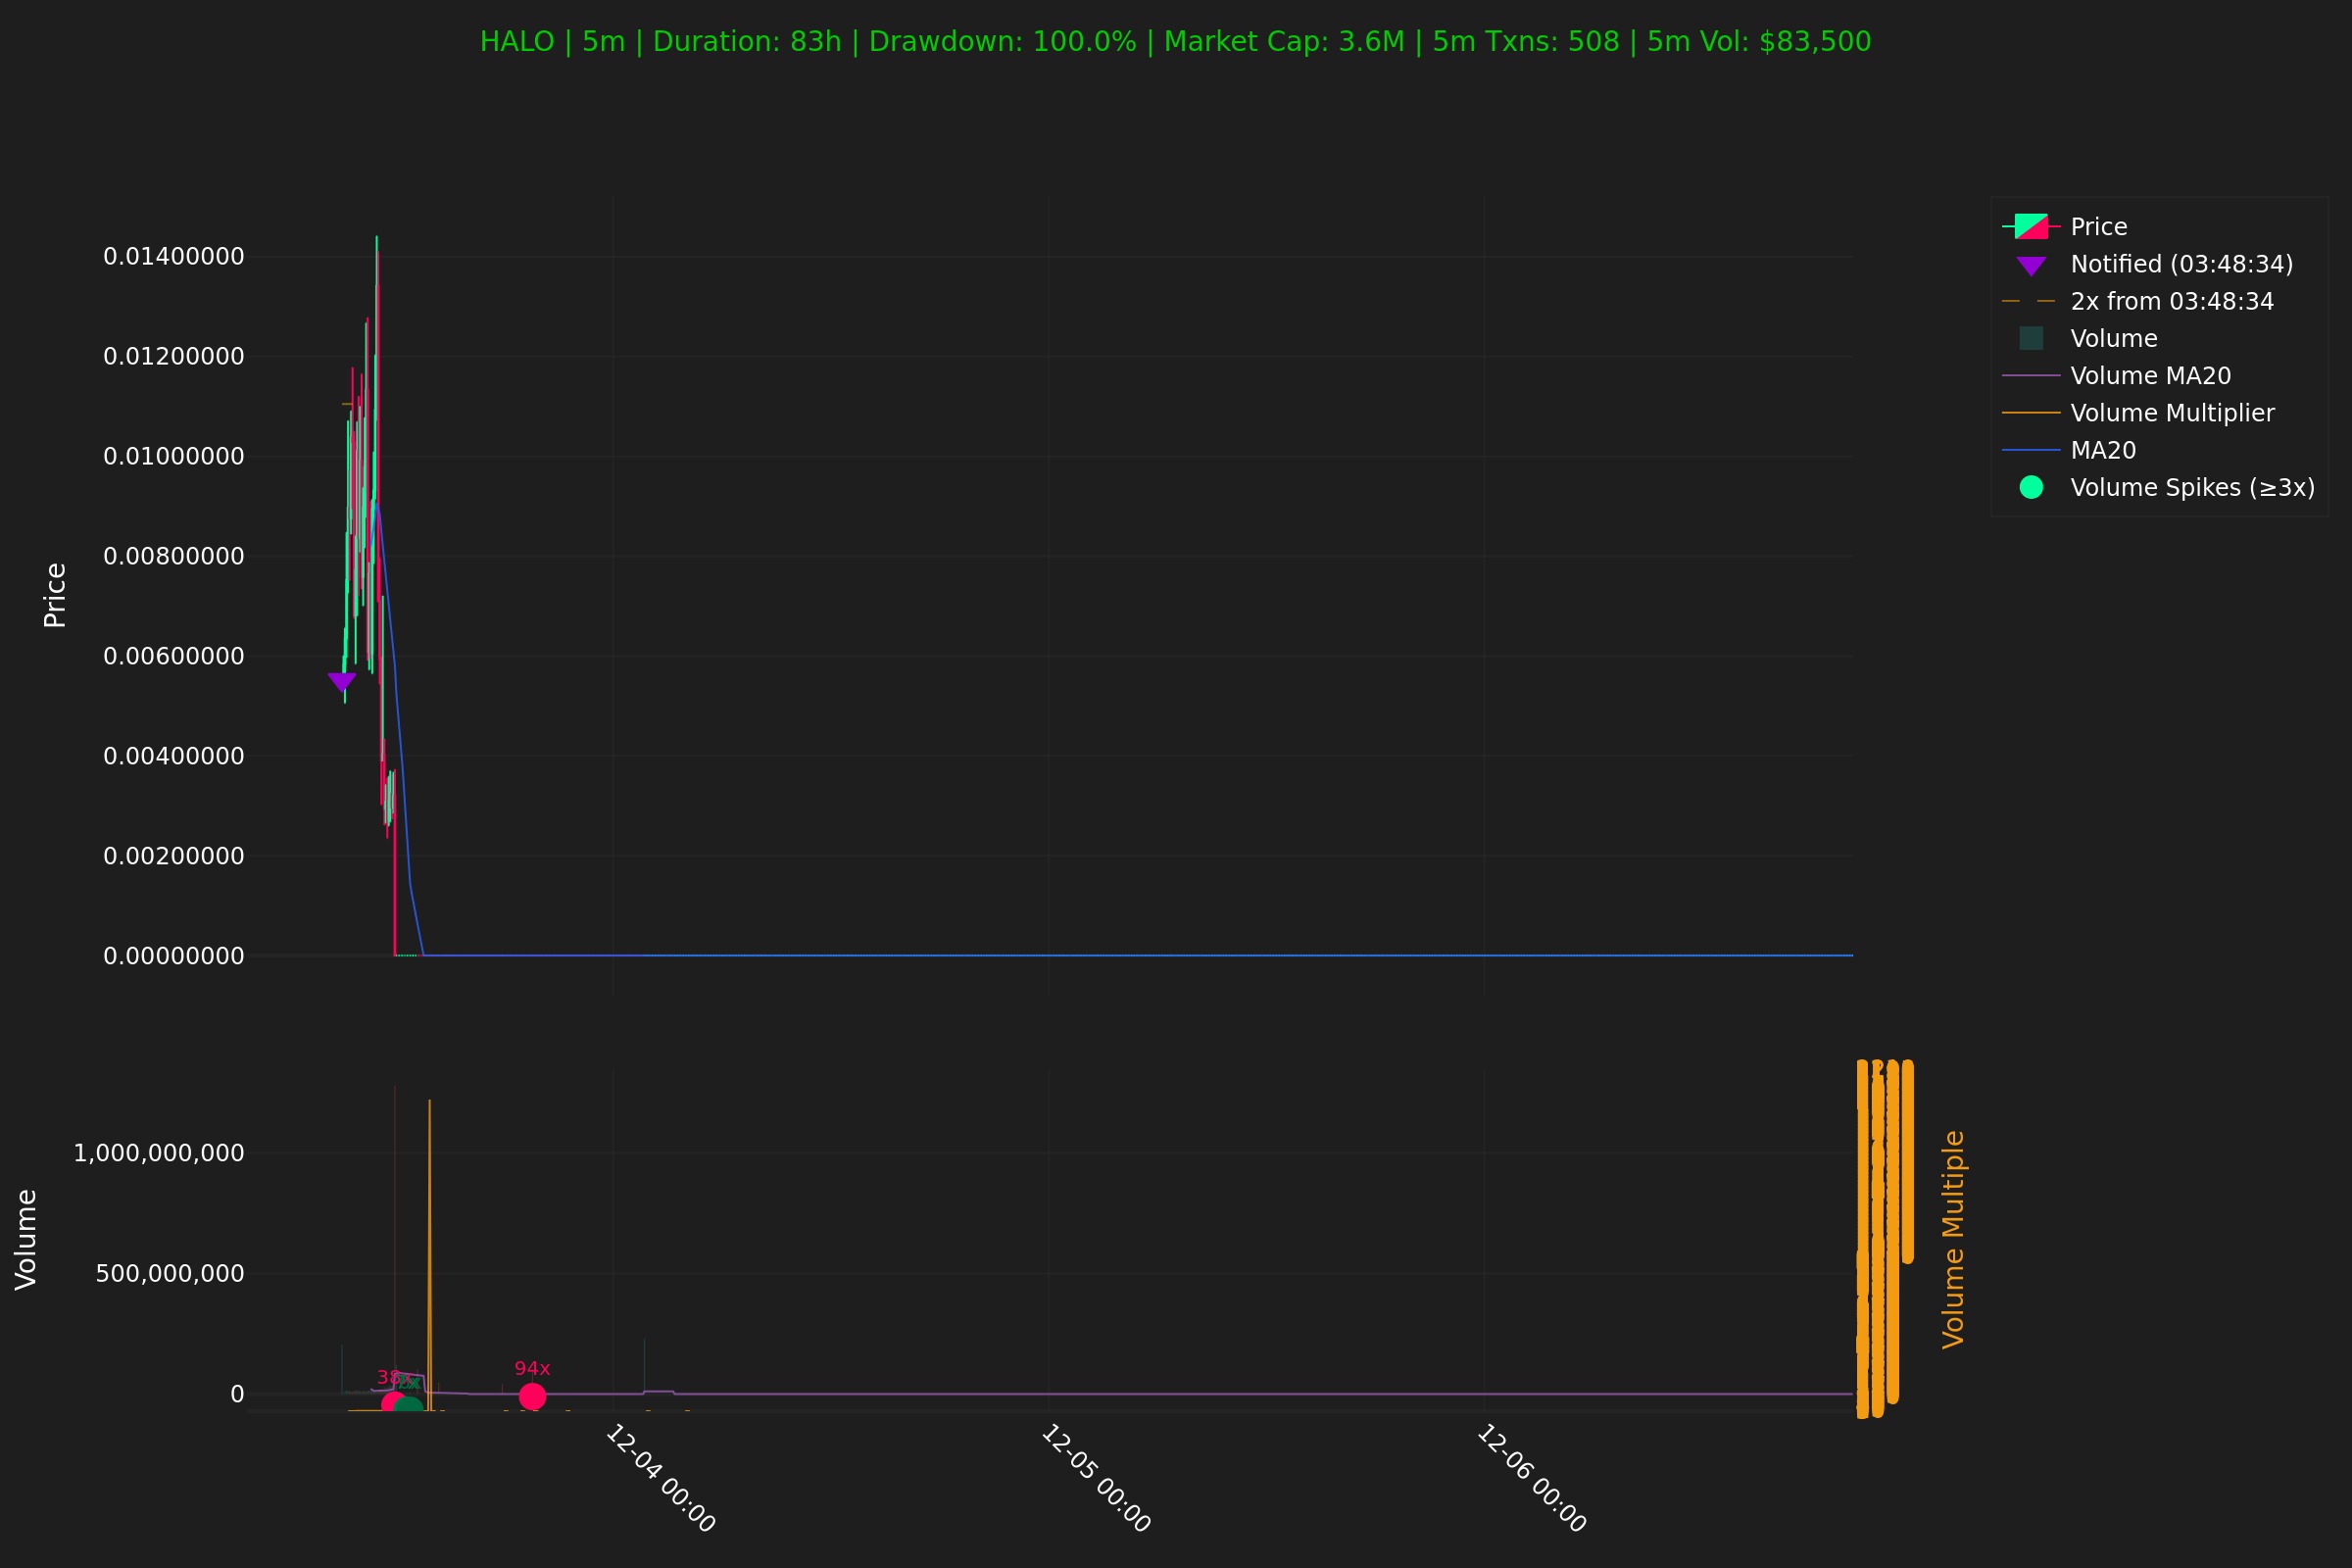 HALO | 5m | Duration: 83h | Drawdown: 100.0% | Market Cap: 3.6M | 5m Txns: 508 | 5m Vol: $83,500
Price
Notified (03:48:34)
2x from 03:48:34
Volume
Volume MA20
Volume Multiplier
MA20
Volume Spikes (≥3x)
Price
0.01400000
0.01200000
0.01000000
0.00800000
0.00600000
0.00400000
0.00200000
0.00000000
Volume
1,000,000,000
500,000,000
0
94x
Volume Multiple
12-04 00:00
12-05 00:00
12-06 00:00